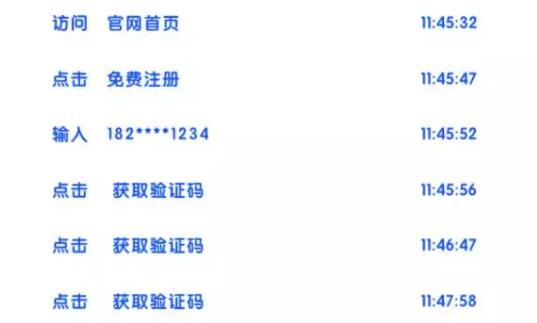 访问 官网首页 11:45:32
点击 免费注册 11:45:47
输入 182****1234 11:45:52
点击 获取验证码 11:45:56
点击 获取验证码 11:46:47
点击 获取验证码 11:47:58